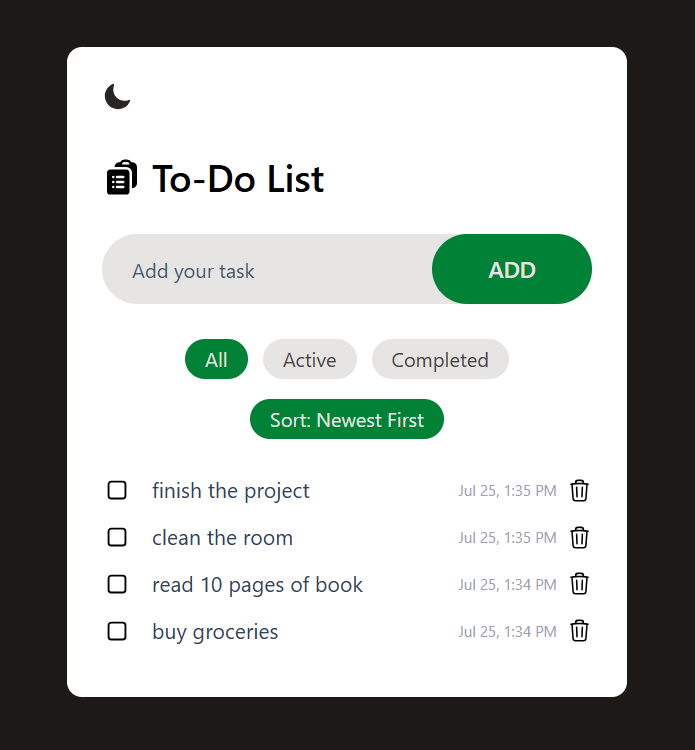 To-Do List
Add your task ADD
All Active Completed
Sort: Newest First
finish the project Jul 25, 1:35 PM
clean the room Jul 25, 1:35 PM
read 10 pages of book Jul 25, 1:34 PM
buy groceries Jul 25, 1:34 PM